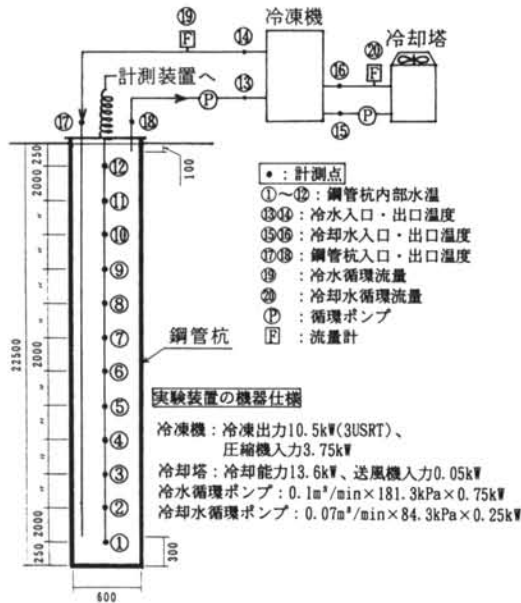 ⑲
冷凍機
F
⑭
冷却塔
⑳
計測装置へ
⑯
F
P
⑬
⑰
⑱
⑮
P
250
100
2000
⑫
⑪
⑩
⑨
⑧
2000
⑦
22500
⑥
⑤
④
③
②
2000
①
250
300
600
鋼管杭
•:計測点
①~⑫:鋼管杭内部水温
⑬⑭:冷水入口・出口温度
⑮⑯:冷却水入口・出口温度
⑰⑱:鋼管杭入口・出口温度
⑲:冷水循環流量
⑳:冷却水循環流量
Ⓟ:循環ポンプ
F:流量計
実験装置の機器仕様
冷凍機:冷凍出力10.5kW(3USRT)、
圧縮機入力3.75kW
冷却塔:冷却能力13.6kW、送風機入力0.05kW
冷水循環ポンプ:0.1m³/min×181.3kPa×0.75kW
冷却水循環ポンプ:0.07m³/min×84.3kPa×0.25kW